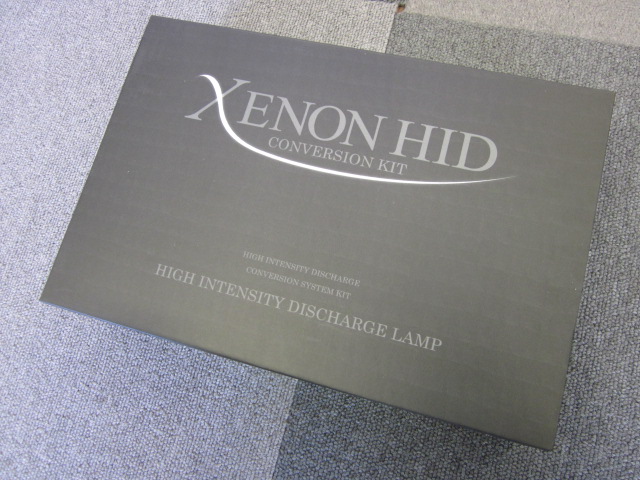 XENON HID
CONVERSION KIT
HIGH INTENSITY DISCHARGE
CONVERSION SYSTEM KIT
HIGH INTENSITY DISCHARGE LAMP